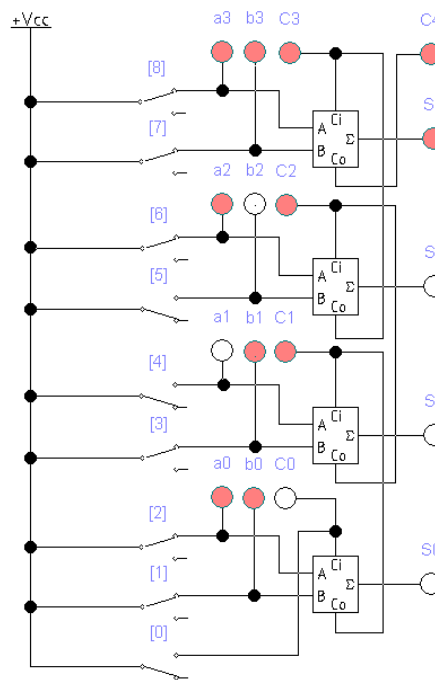 +Vcc
a3 b3 C3
[8]
[7]
Ci
A
Σ
B
Co
a2 b2 C2
[6]
[5]
Ci
A
Σ
B
Co
a1 b1 C1
[4]
[3]
Ci
A
Σ
B
Co
a0 b0 C0
[2]
[1]
[0]
Ci
A
Σ
B
Co